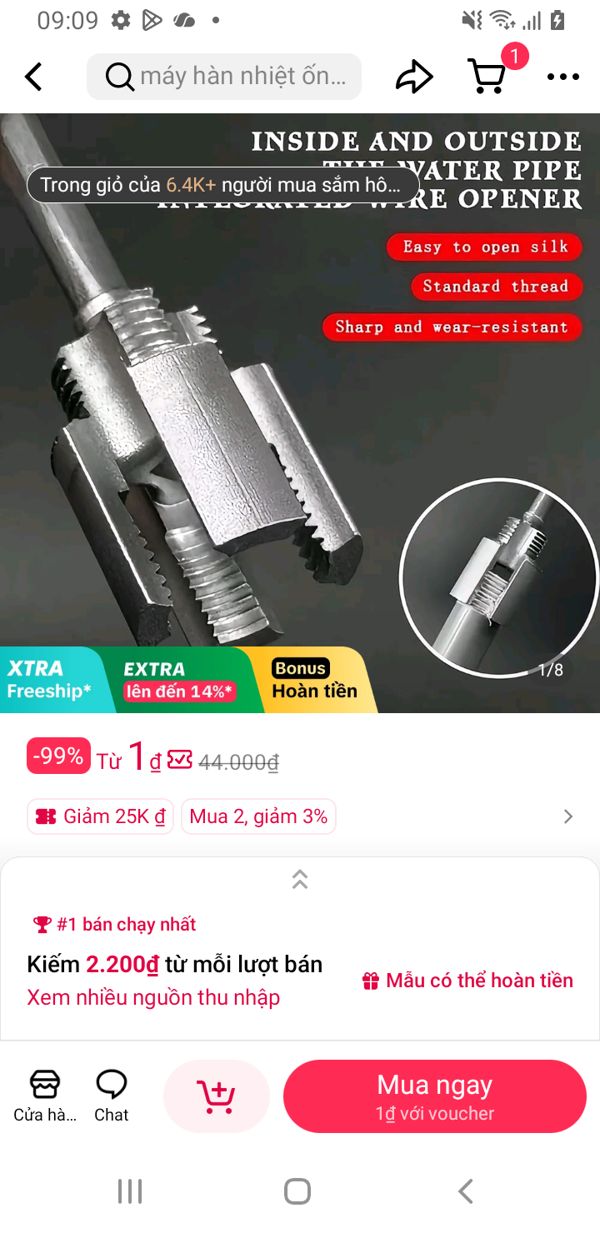 09:09
máy hàn nhiệt ốn...
1
INSIDE AND OUTSIDE
WATER PIPE
WIRE OPENER
Trong giỏ của 6.4K+ người mua sắm hô...
Easy to open silk
Standard thread
Sharp and wear-resistant
XTRA
Freeship*
EXTRA
lên đến 14%*
Bonus
Hoàn tiền
1/8
-99% Từ 1₫ 44.000₫
Giảm 25K ₫ Mua 2, giảm 3%
#1 bán chạy nhất
Kiếm 2.200₫ từ mỗi lượt bán
Xem nhiều nguồn thu nhập
Mẫu có thể hoàn tiền
Cửa hà...
Chat
Mua ngay
1₫ với voucher